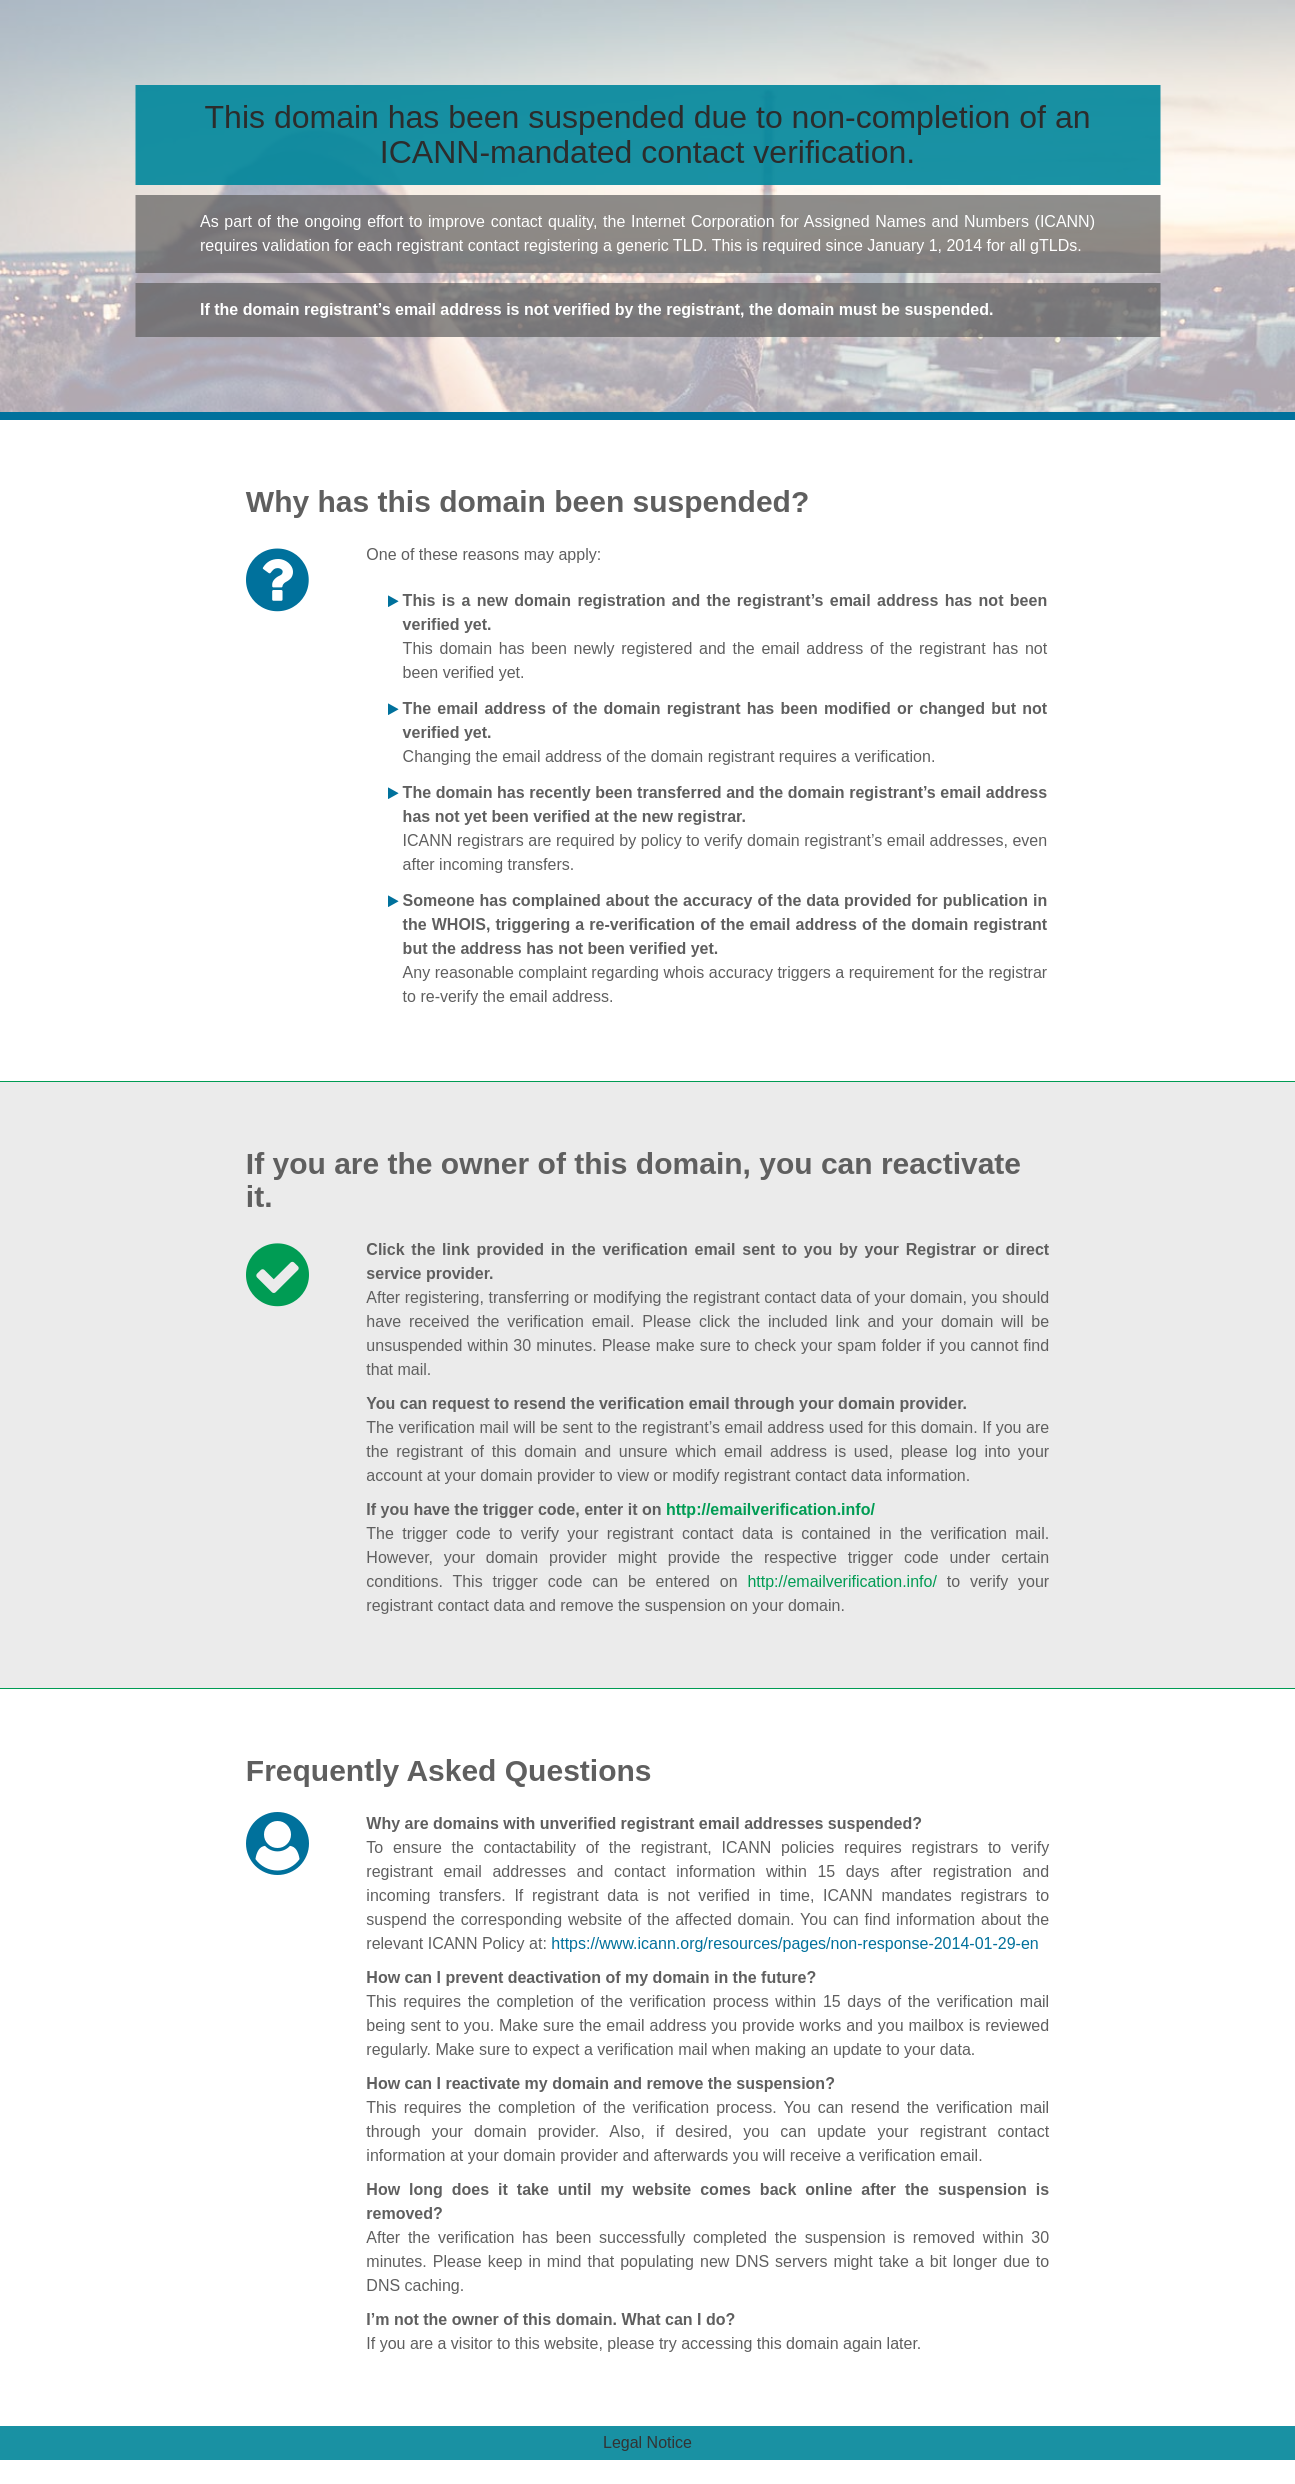 This domain has been suspended due to non-completion of an
ICANN-mandated contact verification.
As part of the ongoing effort to improve contact quality, the Internet Corporation for Assigned Names and Numbers (ICANN)
requires validation for each registrant contact registering a generic TLD. This is required since January 1, 2014 for all gTLDs.
If the domain registrant’s email address is not verified by the registrant, the domain must be suspended.
Why has this domain been suspended?
One of these reasons may apply:
This is a new domain registration and the registrant’s email address has not been
verified yet.
This domain has been newly registered and the email address of the registrant has not
been verified yet.
The email address of the domain registrant has been modified or changed but not
verified yet.
Changing the email address of the domain registrant requires a verification.
The domain has recently been transferred and the domain registrant’s email address
has not yet been verified at the new registrar.
ICANN registrars are required by policy to verify domain registrant’s email addresses, even
after incoming transfers.
Someone has complained about the accuracy of the data provided for publication in
the WHOIS, triggering a re-verification of the email address of the domain registrant
but the address has not been verified yet.
Any reasonable complaint regarding whois accuracy triggers a requirement for the registrar
to re-verify the email address.
If you are the owner of this domain, you can reactivate
it.
Click the link provided in the verification email sent to you by your Registrar or direct
service provider.
After registering, transferring or modifying the registrant contact data of your domain, you should
have received the verification email. Please click the included link and your domain will be
unsuspended within 30 minutes. Please make sure to check your spam folder if you cannot find
that mail.
You can request to resend the verification email through your domain provider.
The verification mail will be sent to the registrant’s email address used for this domain. If you are
the registrant of this domain and unsure which email address is used, please log into your
account at your domain provider to view or modify registrant contact data information.
If you have the trigger code, enter it on http://emailverification.info/
The trigger code to verify your registrant contact data is contained in the verification mail.
However, your domain provider might provide the respective trigger code under certain
conditions. This trigger code can be entered on http://emailverification.info/ to verify your
registrant contact data and remove the suspension on your domain.
Frequently Asked Questions
Why are domains with unverified registrant email addresses suspended?
To ensure the contactability of the registrant, ICANN policies requires registrars to verify
registrant email addresses and contact information within 15 days after registration and
incoming transfers. If registrant data is not verified in time, ICANN mandates registrars to
suspend the corresponding website of the affected domain. You can find information about the
relevant ICANN Policy at: https://www.icann.org/resources/pages/non-response-2014-01-29-en
How can I prevent deactivation of my domain in the future?
This requires the completion of the verification process within 15 days of the verification mail
being sent to you. Make sure the email address you provide works and you mailbox is reviewed
regularly. Make sure to expect a verification mail when making an update to your data.
How can I reactivate my domain and remove the suspension?
This requires the completion of the verification process. You can resend the verification mail
through your domain provider. Also, if desired, you can update your registrant contact
information at your domain provider and afterwards you will receive a verification email.
How long does it take until my website comes back online after the suspension is
removed?
After the verification has been successfully completed the suspension is removed within 30
minutes. Please keep in mind that populating new DNS servers might take a bit longer due to
DNS caching.
I’m not the owner of this domain. What can I do?
If you are a visitor to this website, please try accessing this domain again later.
Legal Notice